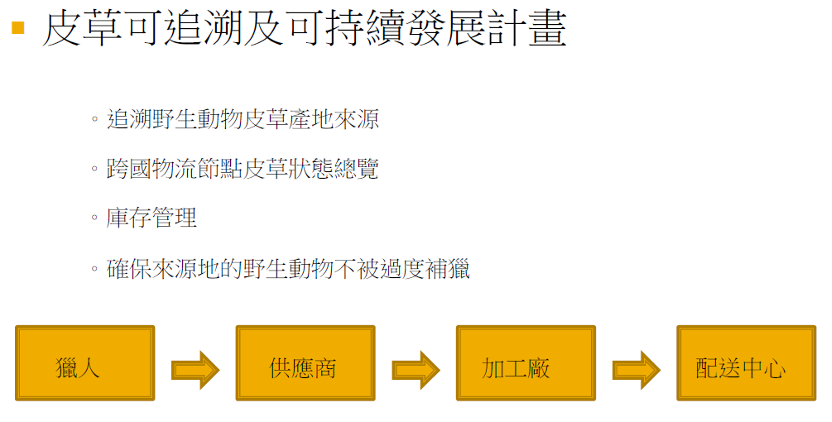 皮草可追溯及可持續發展計畫
追溯野生動物皮草產地來源
跨國物流節點皮草狀態總覽
庫存管理
確保來源地的野生動物不被過度補獵
獵人
供應商
加工廠
配送中心